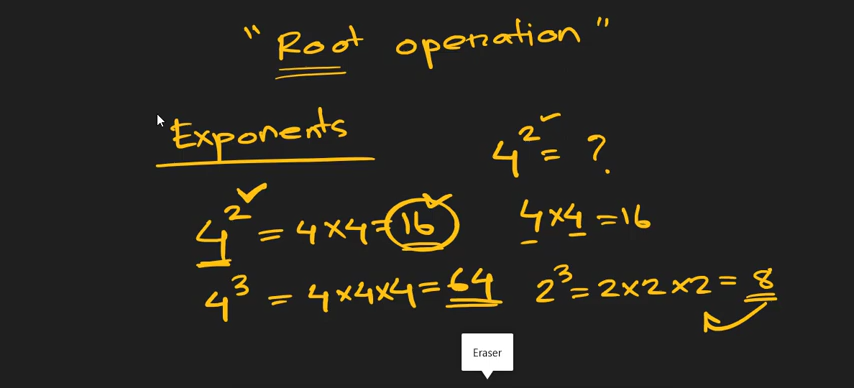 "Root operation"
Exponents
4² = ?
4² = 4×4 = 16
4×4 = 16
4³ = 4×4×4 = 64
2³ = 2×2×2 = 8
Eraser